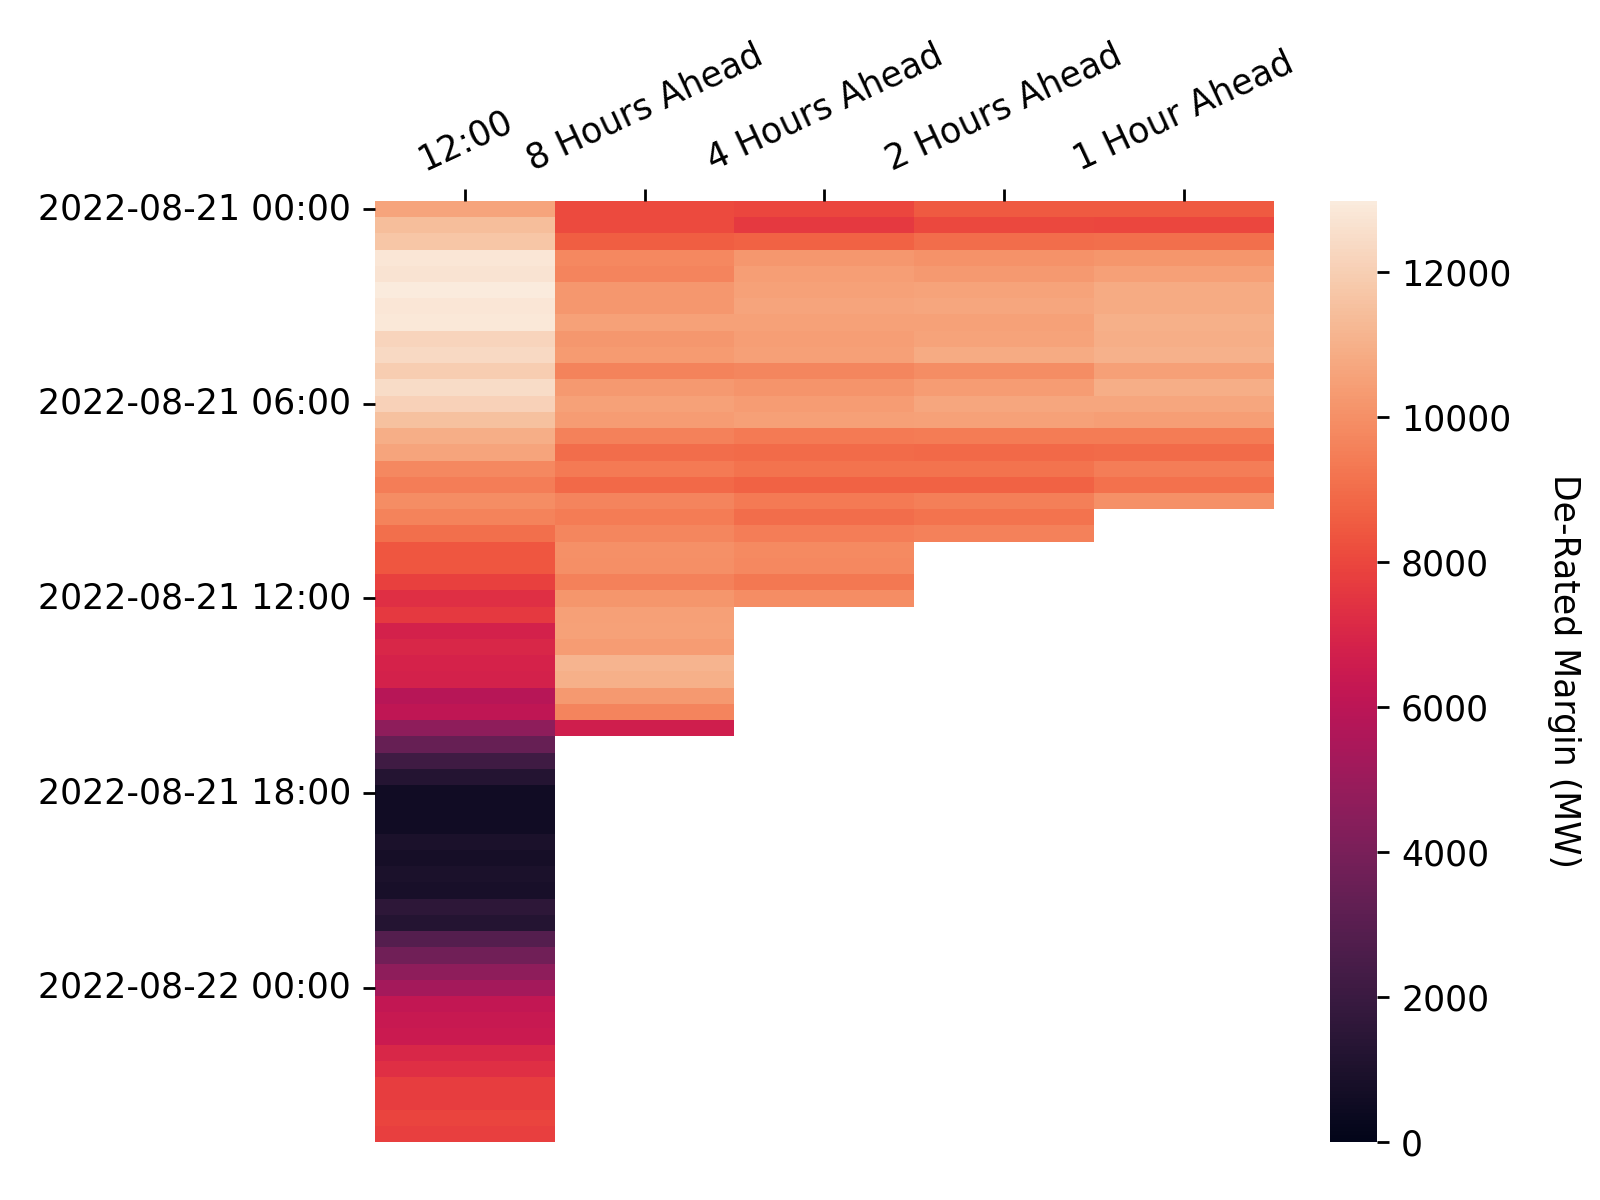 12:00
8 Hours Ahead
4 Hours Ahead
2 Hours Ahead
1 Hour Ahead
2022-08-21 00:00
2022-08-21 06:00
2022-08-21 12:00
2022-08-21 18:00
2022-08-22 00:00
12000
10000
8000
6000
4000
2000
0
De-Rated Margin (MW)